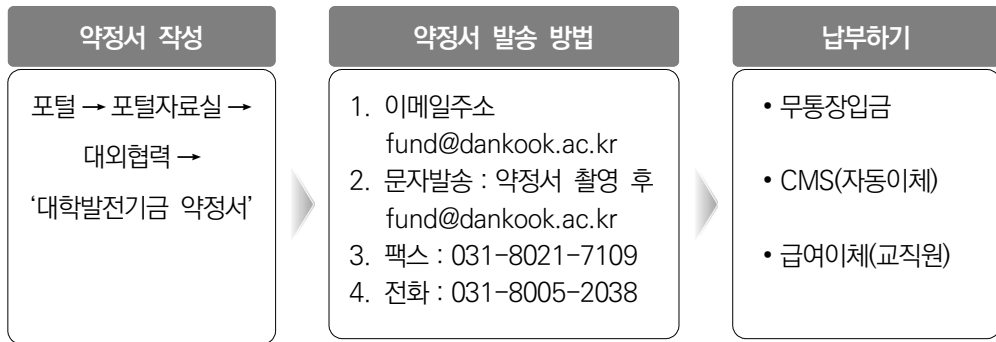 약정서 작성
포털 → 포털자료실 →
대외협력 →
‘대학발전기금 약정서’
약정서 발송 방법
1. 이메일주소
fund@dankook.ac.kr
2. 문자발송 : 약정서 촬영 후
fund@dankook.ac.kr
3. 팩스 : 031-8021-7109
4. 전화 : 031-8005-2038
납부하기
• 무통장입금
• CMS(자동이체)
• 급여이체(교직원)